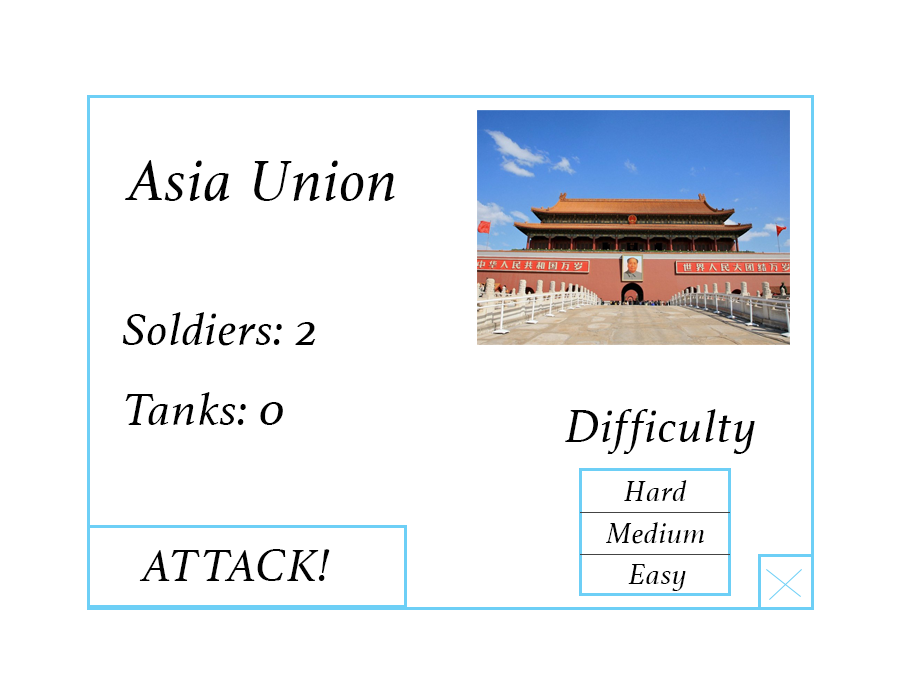 Asia Union
中华人民共和国万岁
世界人民大团结万岁
Soldiers: 2
Tanks: 0
Difficulty
Hard
Medium
Easy
ATTACK!